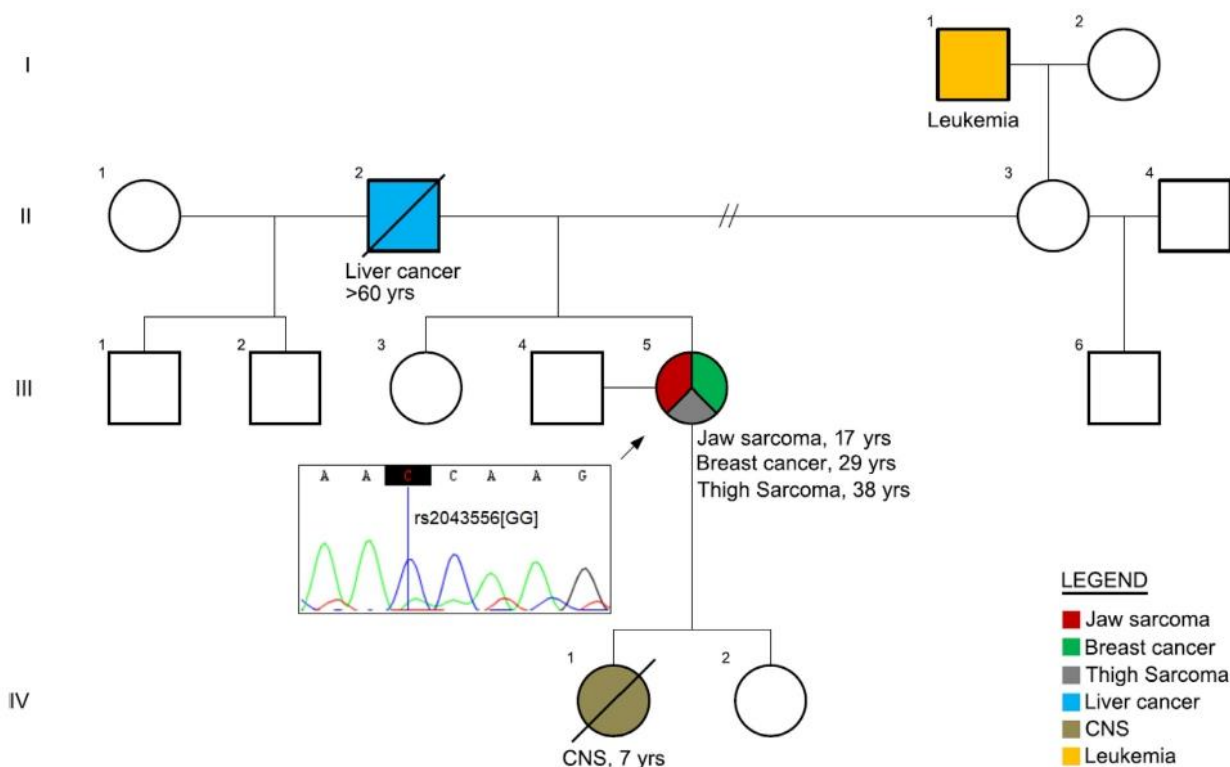 I
1
2
Leukemia
II
1
2
3
4
Liver cancer
>60 yrs
III
1
2
3
4
5
6
Jaw sarcoma, 17 yrs
Breast cancer, 29 yrs
Thigh Sarcoma, 38 yrs
A A C C A A G
rs2043556[GG]
IV
1
2
CNS, 7 yrs
LEGEND
Jaw sarcoma
Breast cancer
Thigh Sarcoma
Liver cancer
CNS
Leukemia